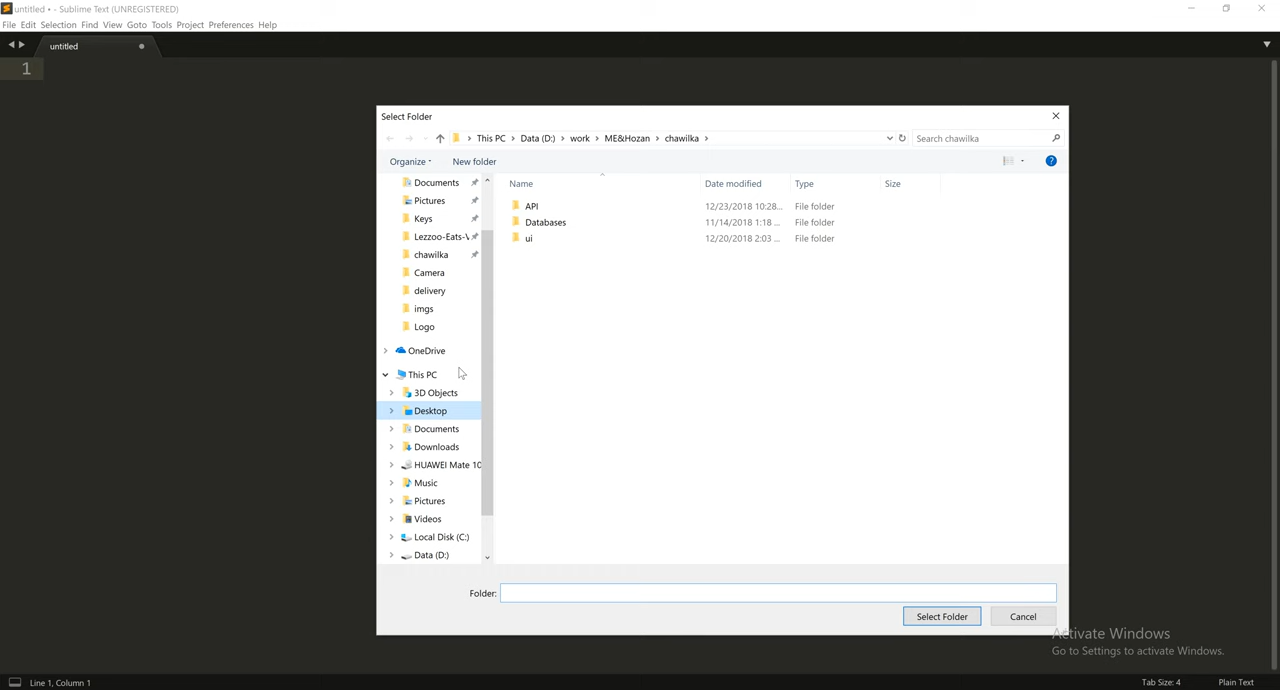 untitled • - Sublime Text (UNREGISTERED)
File Edit Selection Find View Goto Tools Project Preferences Help
untitled
1
Select Folder
This PC > Data (D:) > work > ME&Hozan > chawilka >
Search chawilka
Organize
New folder
Name Date modified Type Size
API 12/23/2018 10:28... File folder
Databases 11/14/2018 1:18 ... File folder
ui 12/20/2018 2:03 ... File folder
Documents
Pictures
Keys
Lezzoo-Eats-
chawilka
Camera
delivery
imgs
Logo
OneDrive
This PC
3D Objects
Desktop
Documents
Downloads
HUAWEI Mate 10
Music
Pictures
Videos
Local Disk (C:)
Data (D:)
Folder:
Select Folder
Cancel
Activate Windows
Go to Settings to activate Windows.
Line 1, Column 1
Tab Size: 4
Plain Text